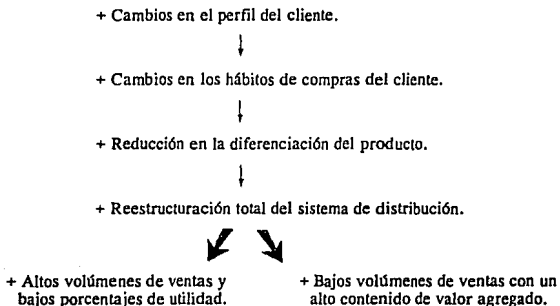 + Cambios en el perfil del cliente.
+ Cambios en los hábitos de compras del cliente.
+ Reducción en la diferenciación del producto.
+ Reestructuración total del sistema de distribución.
+ Altos volúmenes de ventas y
bajos porcentajes de utilidad.
+ Bajos volúmenes de ventas con un
alto contenido de valor agregado.